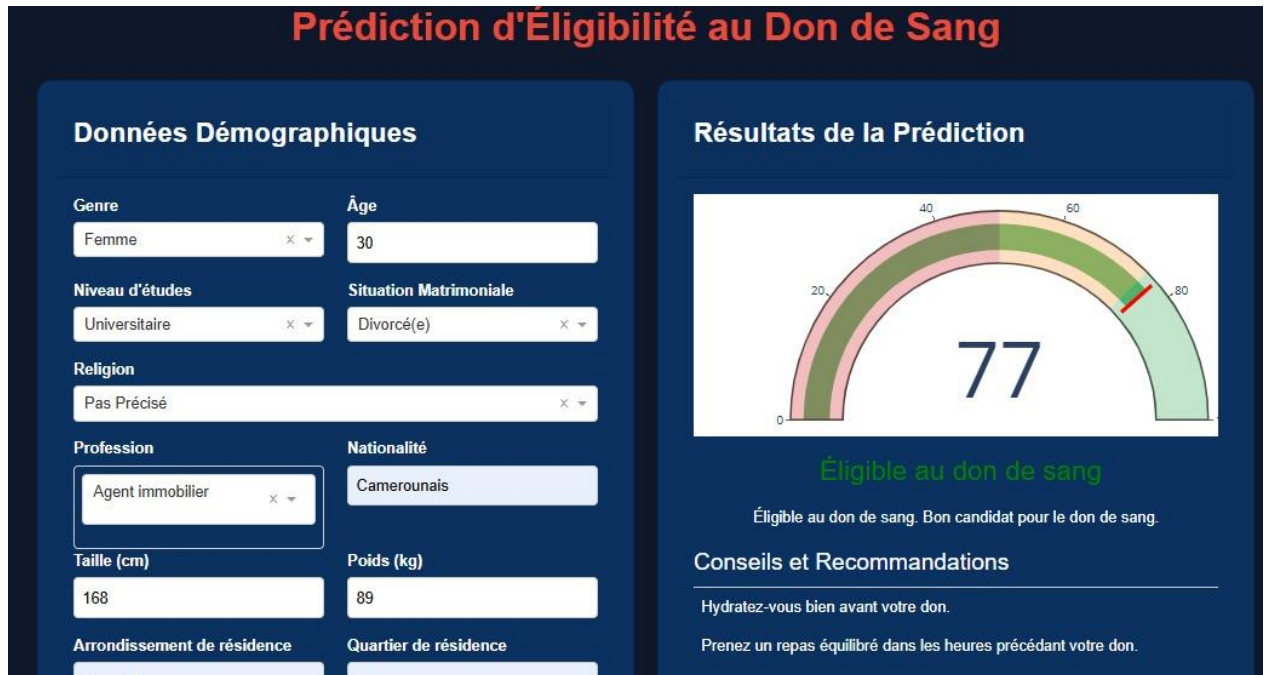 Prédiction d'Éligibilité au Don de Sang
Données Démographiques
Genre
Âge
Femme
30
Niveau d'études
Situation Matrimoniale
Universitaire
Divorcé(e)
Religion
Pas Précisé
Profession
Nationalité
Agent immobilier
Camerounais
Taille (cm)
Poids (kg)
168
89
Arrondissement de résidence
Quartier de résidence
Résultats de la Prédiction
0
20
40
60
80
77
Éligible au don de sang
Éligible au don de sang. Bon candidat pour le don de sang.
Conseils et Recommandations
Hydratez-vous bien avant votre don.
Prenez un repas équilibré dans les heures précédant votre don.